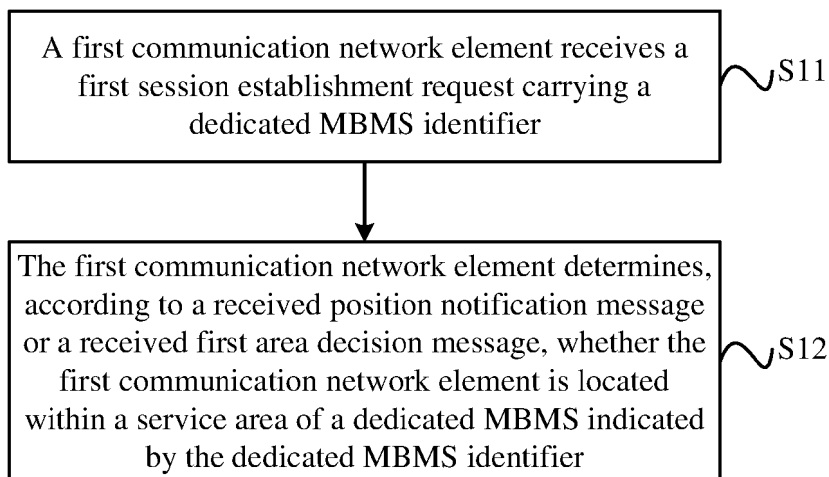 A first communication network element receives a
first session establishment request carrying a
dedicated MBMS identifier
S11
The first communication network element determines,
according to a received position notification message
or a received first area decision message, whether the
first communication network element is located
within a service area of a dedicated MBMS indicated
by the dedicated MBMS identifier
S12